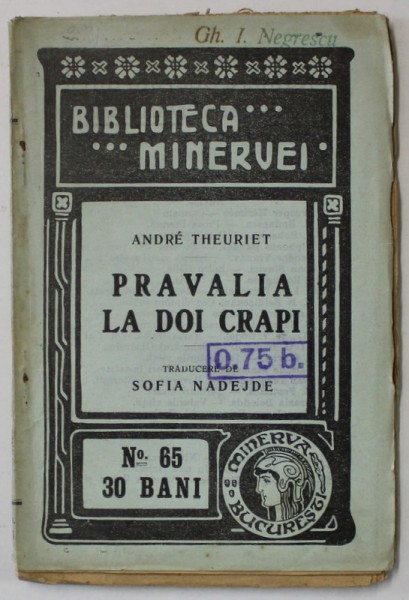 Gh. I. Negrescu
BIBLIOTECA
MINERVEI
ANDRÉ THEURIET
PRAVALIA
LA DOI CRAPI
0,75 b.
TRADUCERE DE
SOFIA NADEJDE
No. 65
30 BANI
MINERVA
BUCUREȘTI